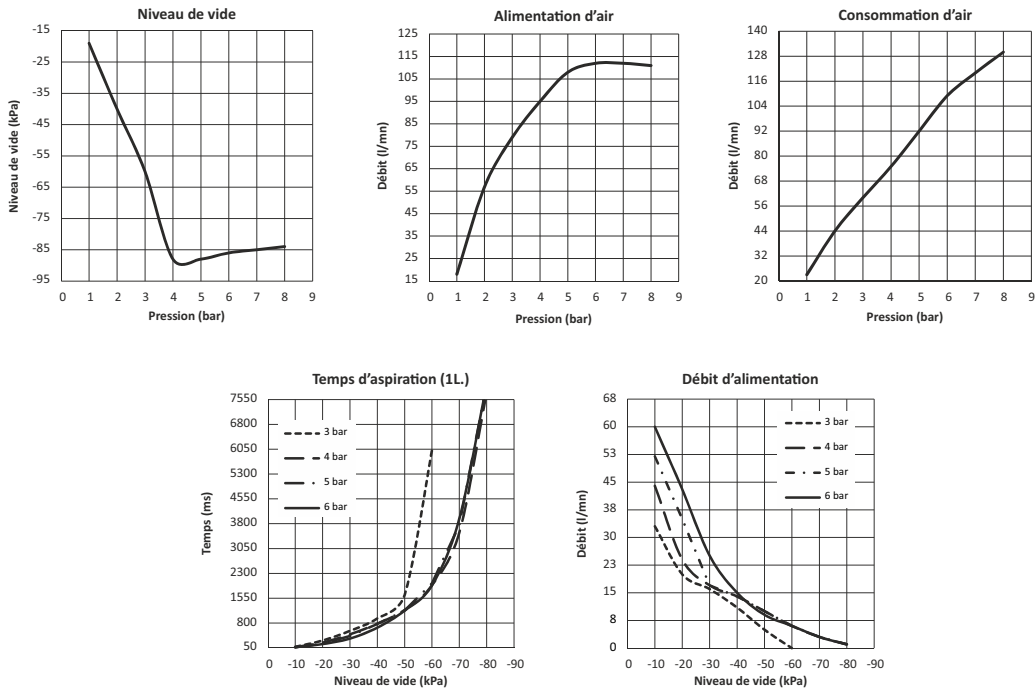 Niveau de vide
-15
-25
-35
-45
-55
-65
-75
-85
-95
Niveau de vide (kPa)
0 1 2 3 4 5 6 7 8 9
Pression (bar)
Alimentation d'air
125
115
105
95
85
75
65
55
45
35
25
15
Débit (l/mn)
0 1 2 3 4 5 6 7 8 9
Pression (bar)
Consommation d'air
140
128
116
104
92
80
68
56
44
32
20
Débit (l/mn)
0 1 2 3 4 5 6 7 8 9
Pression (bar)
Temps d'aspiration (1L.)
7550
6800
6050
5300
4550
3800
3050
2300
1550
800
50
Temps (ms)
3 bar
4 bar
5 bar
6 bar
0 -10 -20 -30 -40 -50 -60 -70 -80 -90
Niveau de vide (kPa)
Débit d'alimentation
68
60
53
45
38
30
23
15
8
0
Débit (l/mn)
3 bar
4 bar
5 bar
6 bar
0 -10 -20 -30 -40 -50 -60 -70 -80 -90
Niveau de vide (kPa)